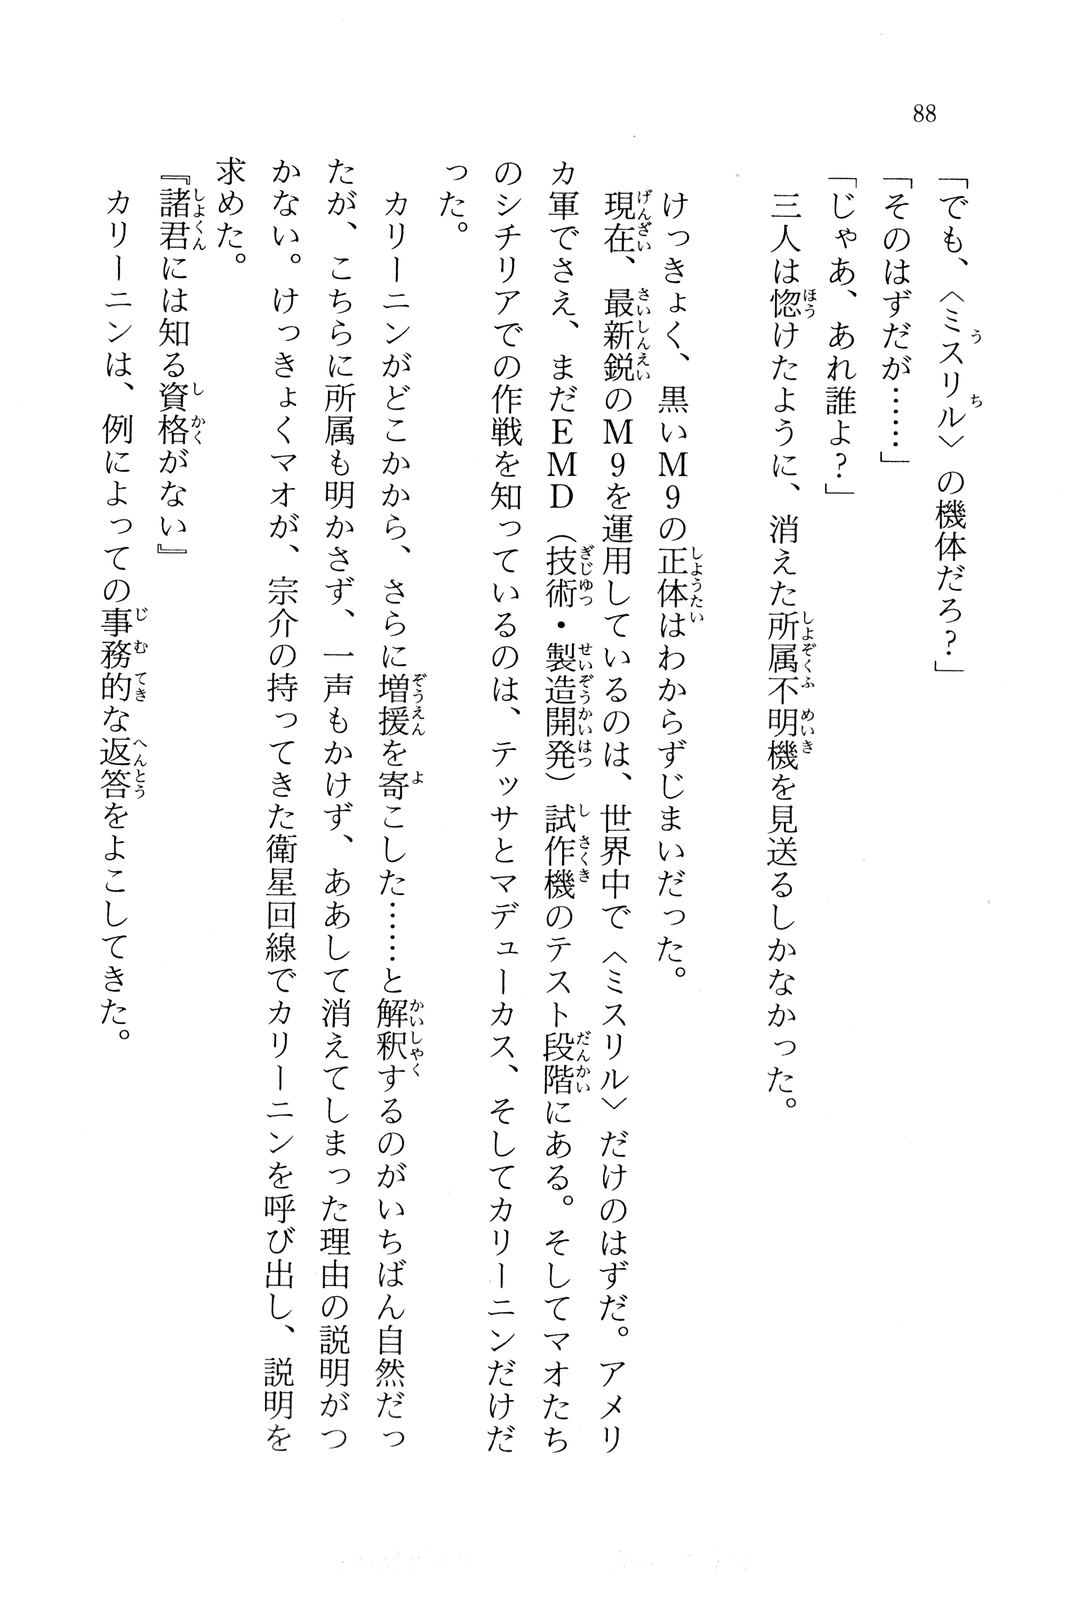 88
「でも、〈ミスリル〉の機体だろ？」
「そのはずだが……」
「じゃあ、あれ誰よ？」
三人は惚けたように、消えた所属不明機を見送るしかなかった。
けっきょく、黒いＭ９の正体はわからずじまいだった。
現在、最新鋭のＭ９を運用しているのは、世界中で〈ミスリル〉だけのはずだ。アメリ
カ軍でさえ、まだＥＭＤ（技術・製造開発）試作機のテスト段階にある。そしてマオたち
のシチリアでの作戦を知っているのは、テッサとマデューカス、そしてカリーニンだけだ
った。
カリーニンがどこかから、さらに増援を寄こした……と解釈するのがいちばん自然だっ
たが、こちらに所属も明かさず、一声もかけず、ああして消えてしまった理由の説明がつ
かない。けっきょくマオが、宗介の持ってきた衛星回線でカリーニンを呼び出し、説明を
求めた。
『諸君には知る資格がない』
カリーニンは、例によっての事務的な返答をよこしてきた。